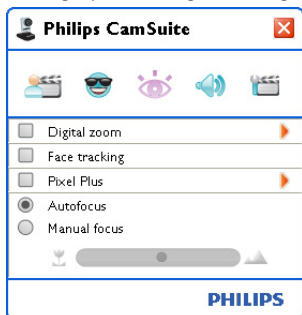 Philips CamSuite
Digital zoom
Face tracking
Pixel Plus
Autofocus
Manual focus
PHILIPS